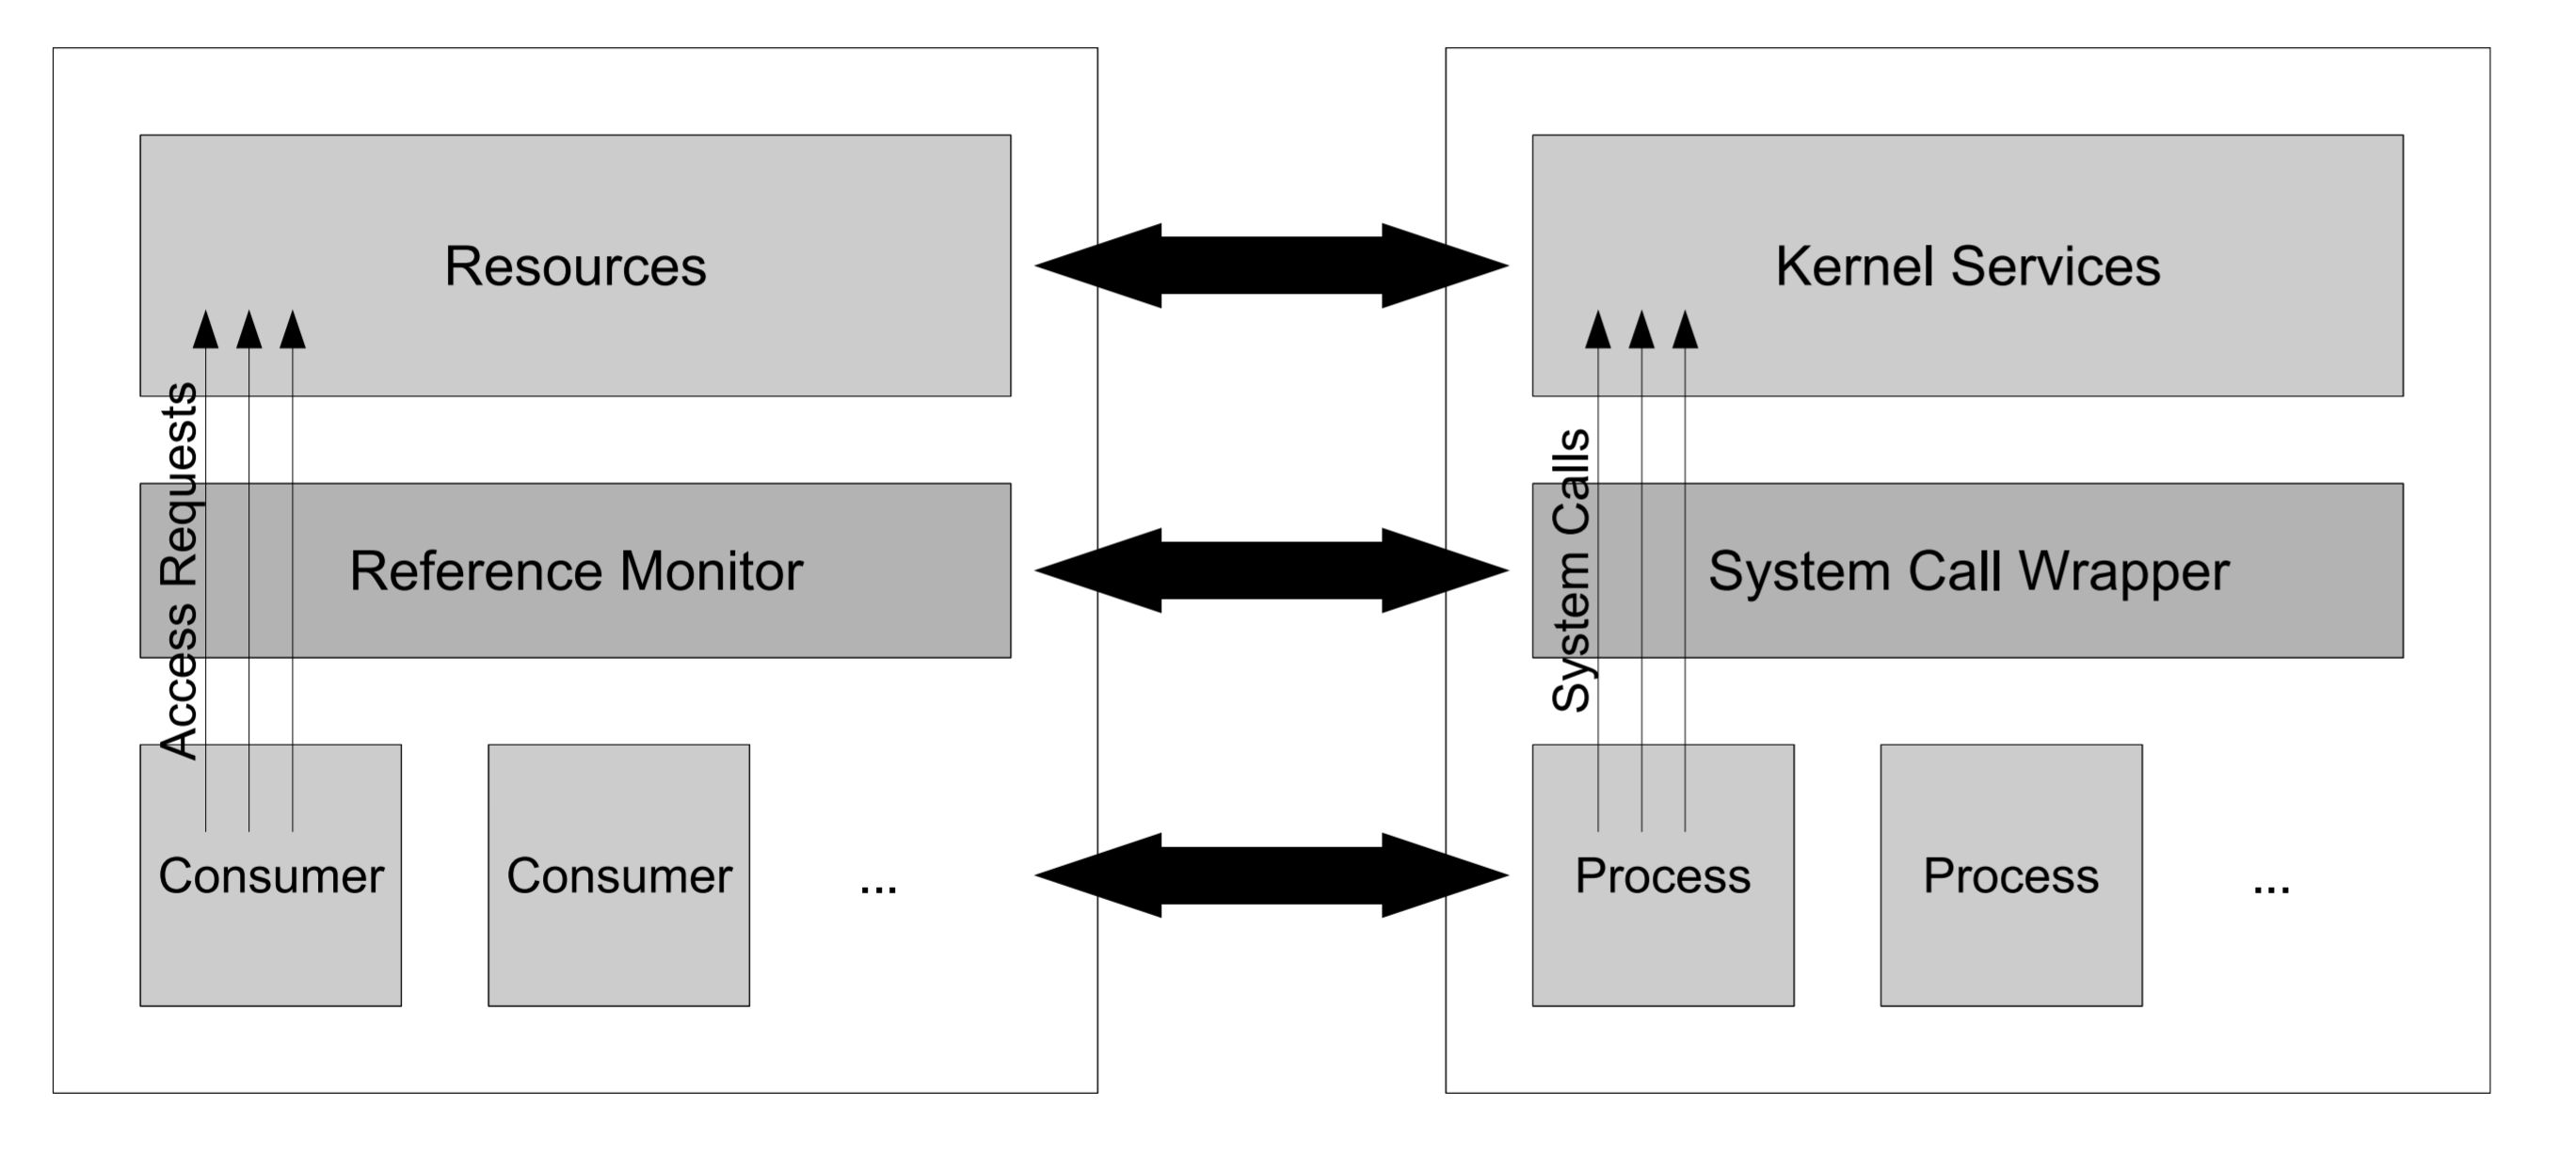 Resources
Access Requests
Reference Monitor
Consumer
Consumer
...
Kernel Services
System Calls
System Call Wrapper
Process
Process
...